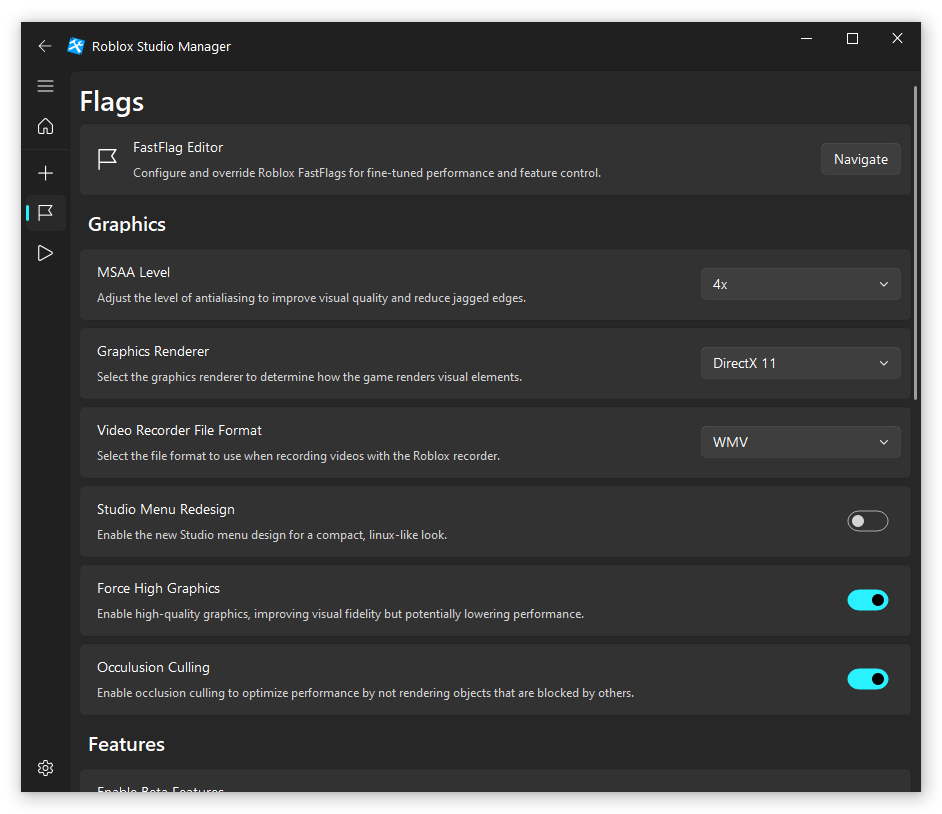 Roblox Studio Manager
Flags
FastFlag Editor
Configure and override Roblox FastFlags for fine-tuned performance and feature control.
Navigate
Graphics
MSAA Level
Adjust the level of antialiasing to improve visual quality and reduce jagged edges.
4x
Graphics Renderer
Select the graphics renderer to determine how the game renders visual elements.
DirectX 11
Video Recorder File Format
Select the file format to use when recording videos with the Roblox recorder.
WMV
Studio Menu Redesign
Enable the new Studio menu design for a compact, linux-like look.
Force High Graphics
Enable high-quality graphics, improving visual fidelity but potentially lowering performance.
Occulusion Culling
Enable occlusion culling to optimize performance by not rendering objects that are blocked by others.
Features
Enable Beta Features